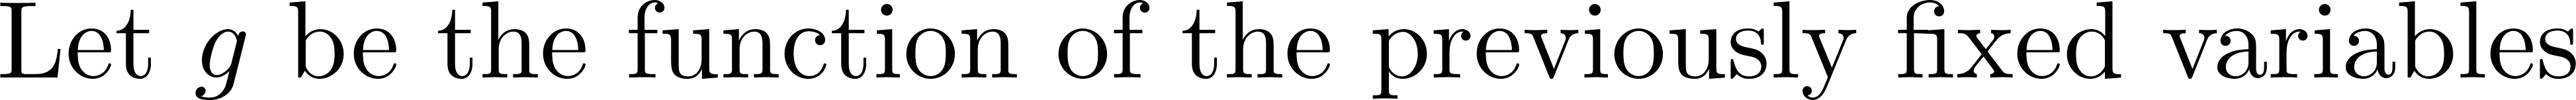 Let g be the function of the previously fixed variables